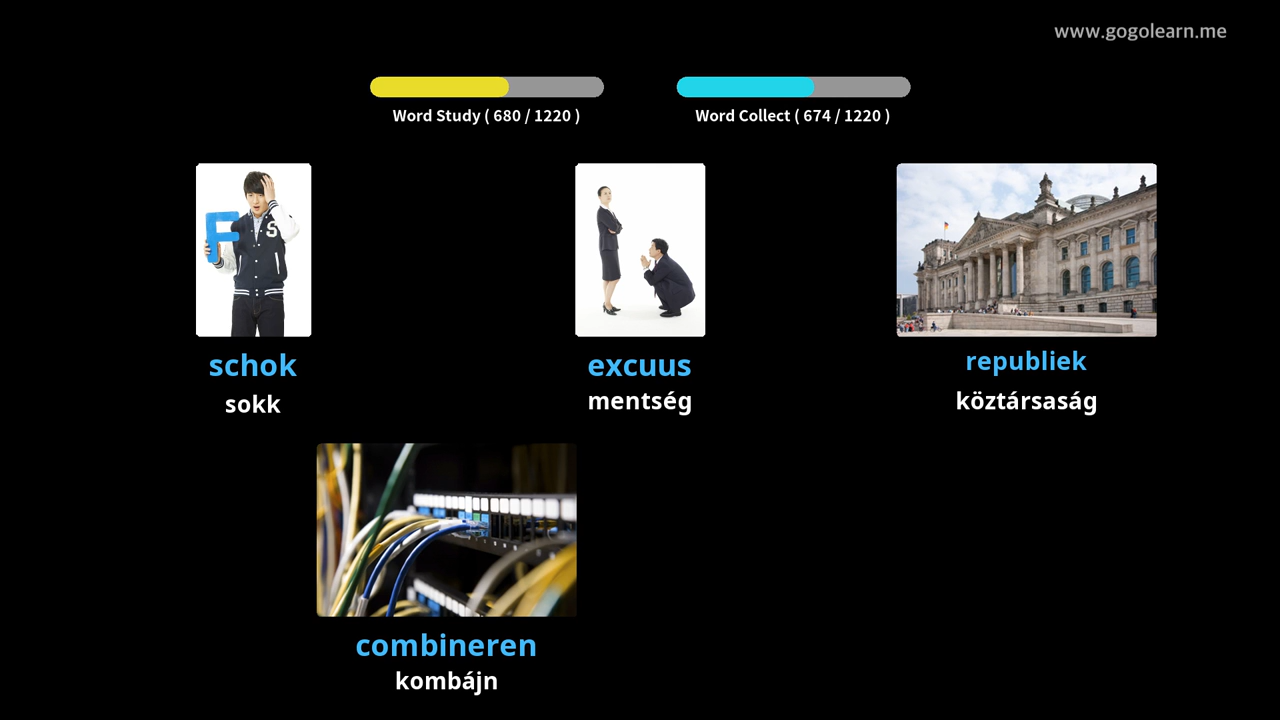 www.gogolearn.me
Word Study ( 680 / 1220 )
Word Collect ( 674 / 1220 )
F
S
schok
sokk
excuus
mentség
republiek
köztársaság
combineren
kombájn